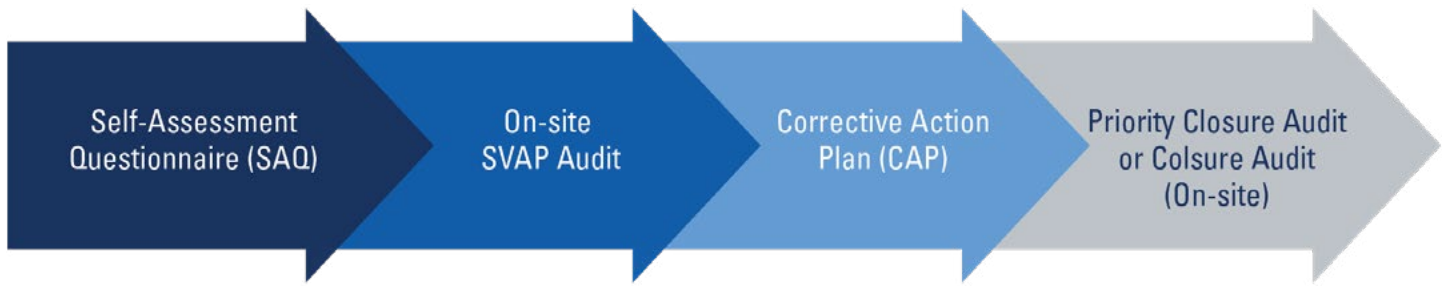 Self-Assessment
Questionnaire (SAQ)
On-site
SVAP Audit
Corrective Action
Plan (CAP)
Priority Closure Audit
or Colsure Audit
(On-site)